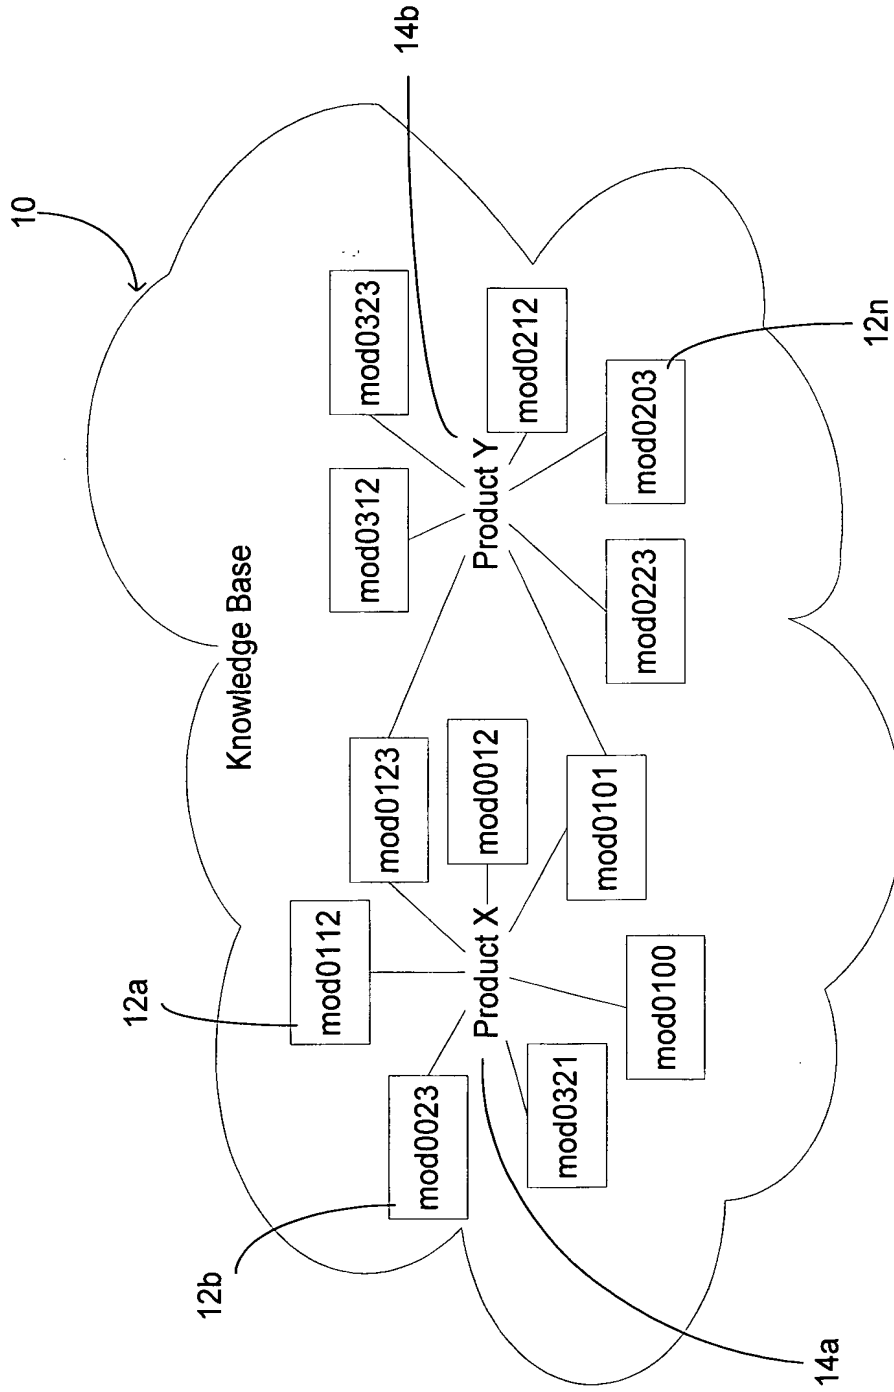 10
14b
Knowledge Base
12a
12b
mod0112
mod0123
mod0312
mod0323
mod0023
Product X
mod0012
Product Y
mod0212
mod0321
mod0101
mod0223
mod0203
mod0100
14a
12n